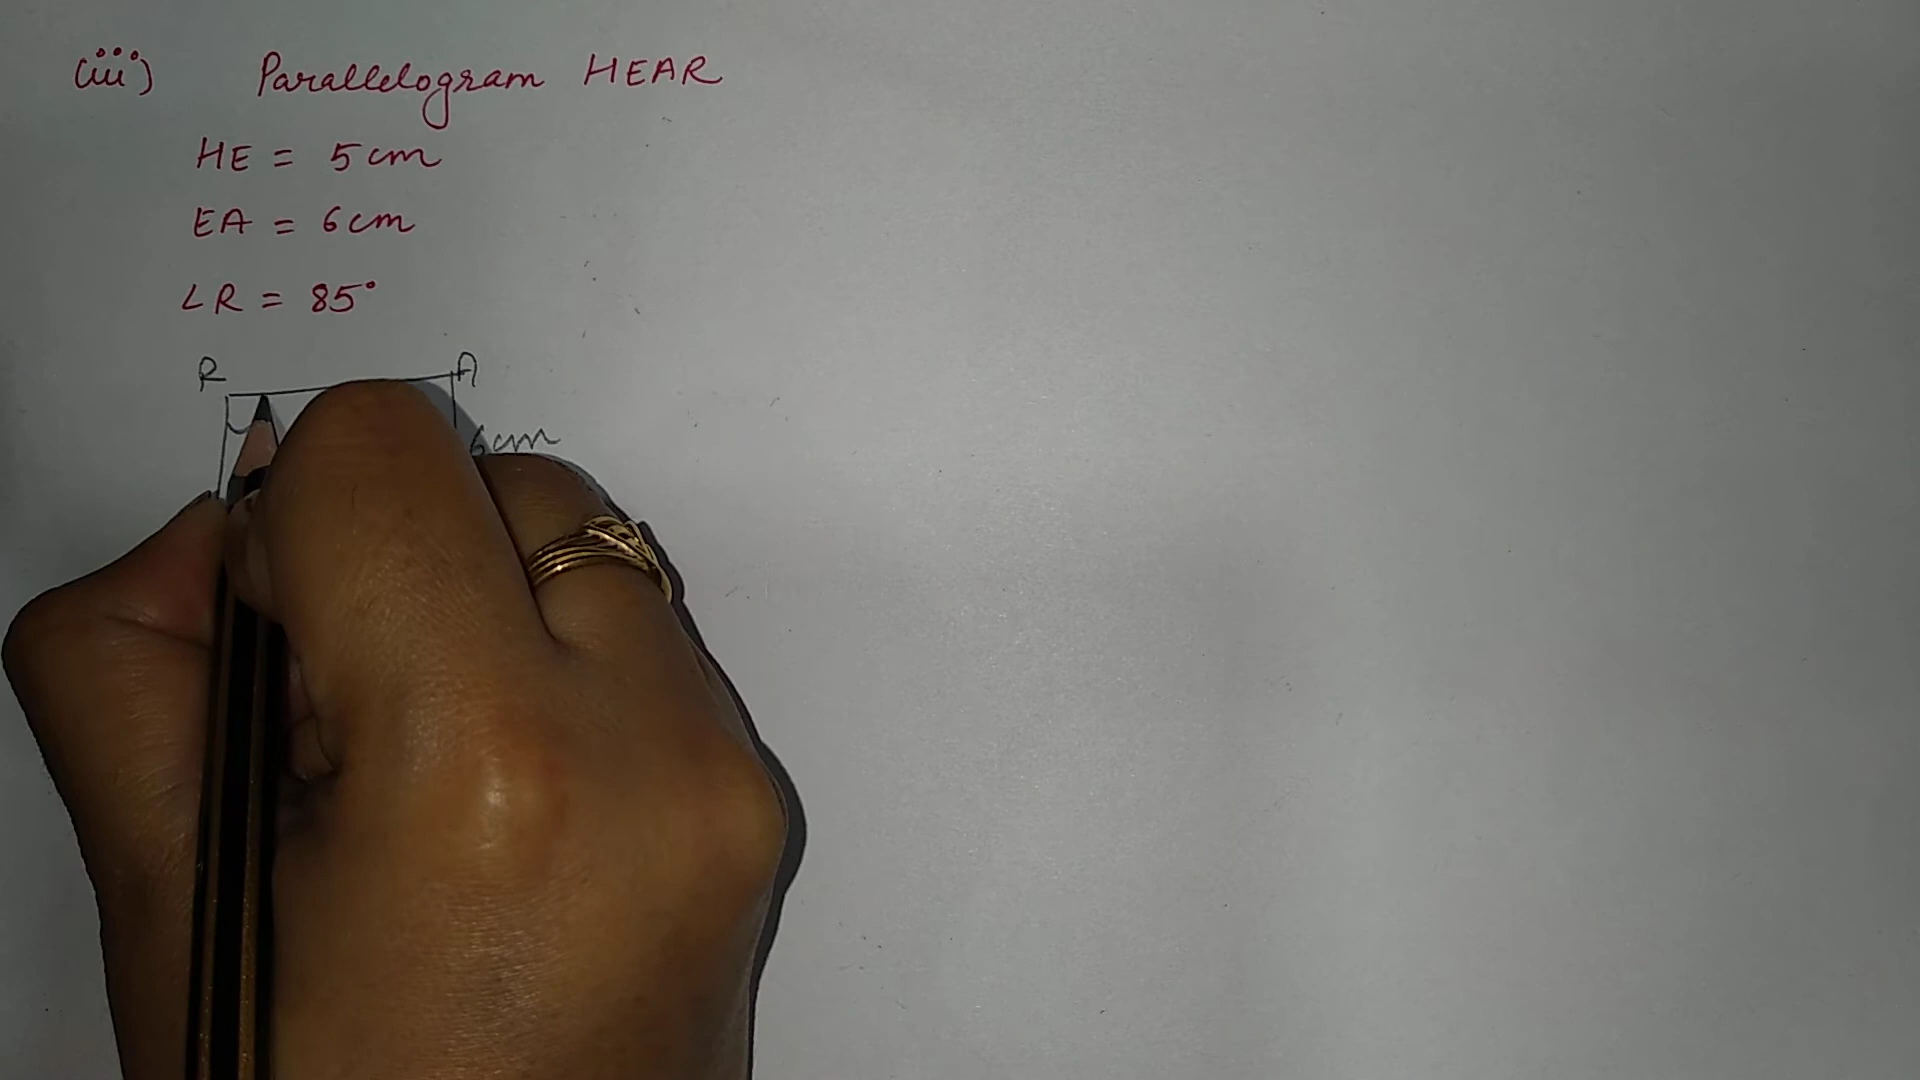 (iii) Parallelogram HEAR
HE = 5cm
EA = 6cm
∠R = 85°
R A
6cm